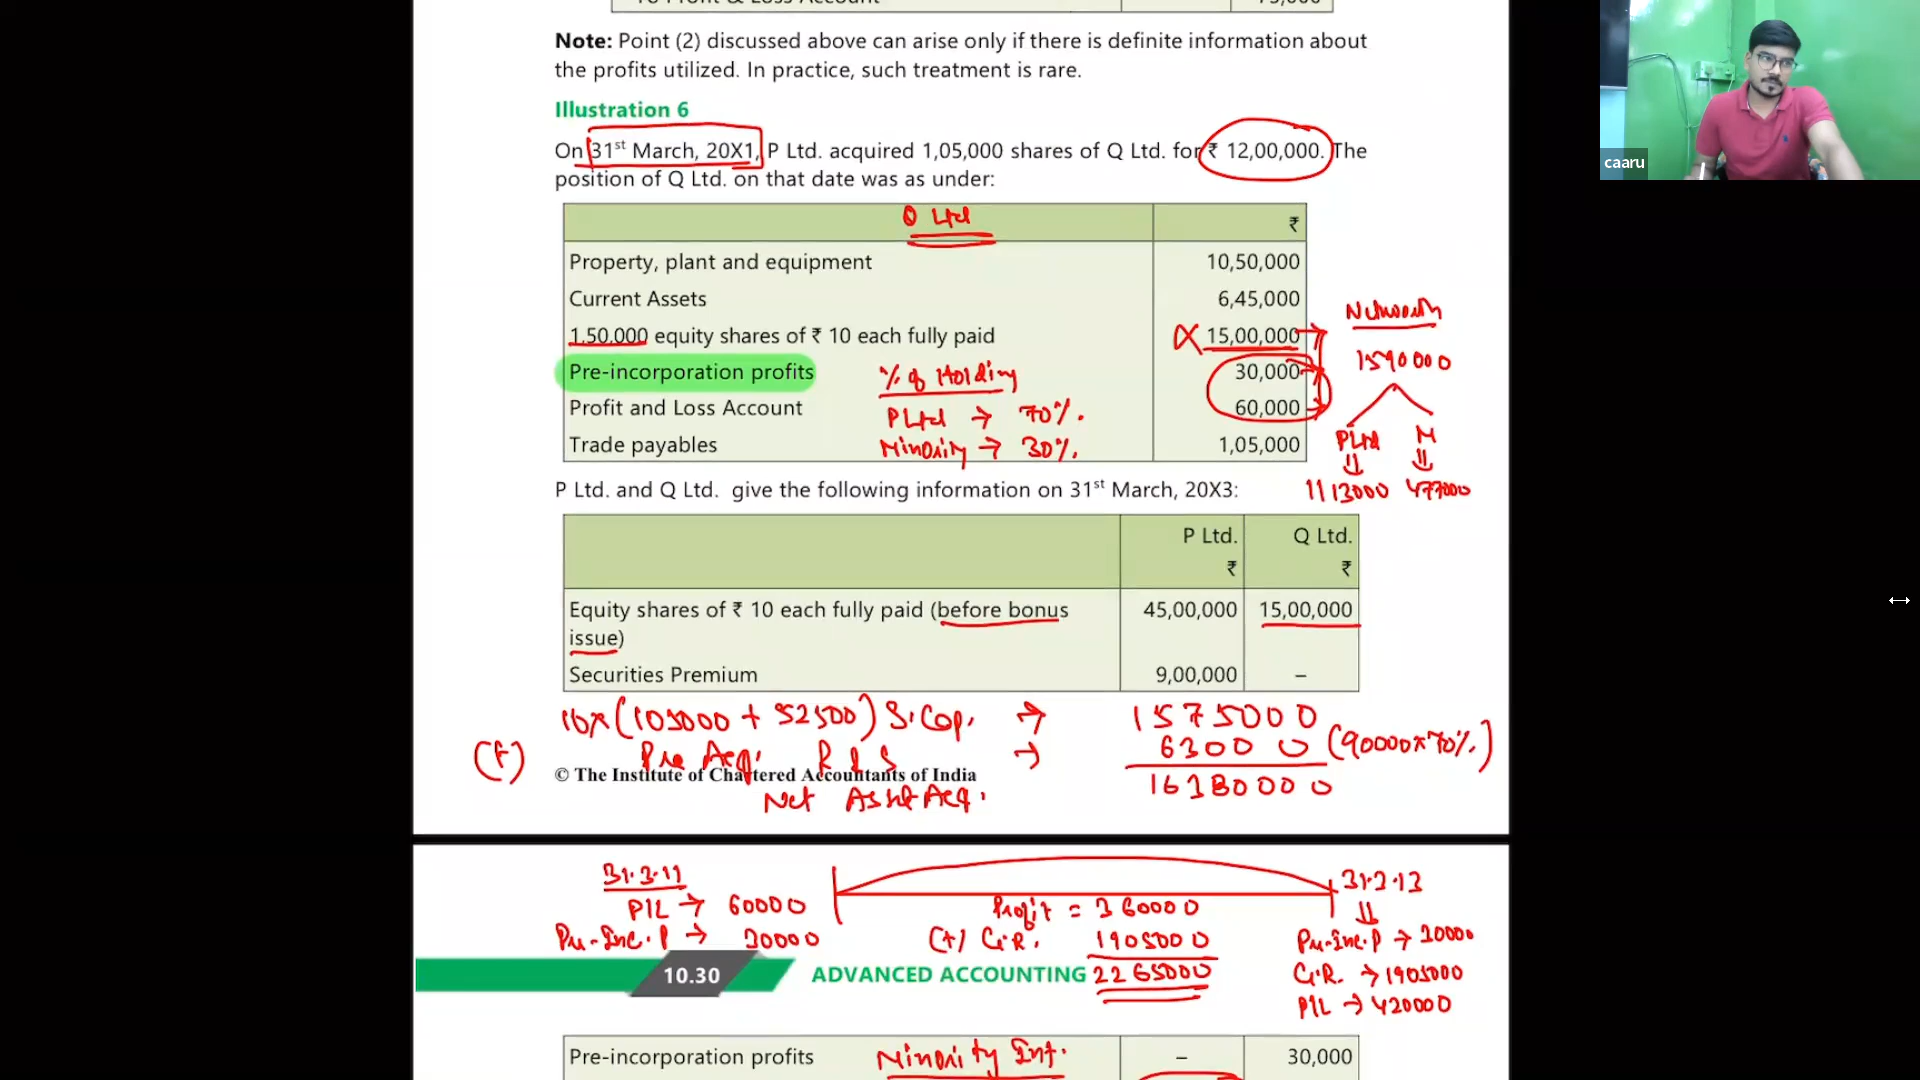 Note: Point (2) discussed above can arise only if there is definite information about
the profits utilized. In practice, such treatment is rare.
Illustration 6
On 31st March, 20X1, P Ltd. acquired 1,05,000 shares of Q Ltd. for ₹ 12,00,000. The
position of Q Ltd. on that date was as under:
caaru
Q Ltd ₹
Property, plant and equipment 10,50,000
Current Assets 6,45,000
1,50,000 equity shares of ₹ 10 each fully paid 15,00,000
Pre-incorporation profits 30,000
Profit and Loss Account 60,000
Trade payables 1,05,000
% of Holding
P Ltd → 70%.
Minority → 30%.
Networth
1590000
P Ltd M
1113000 477000
P Ltd. and Q Ltd. give the following information on 31st March, 20X3:
P Ltd. Q Ltd.
₹ ₹
Equity shares of ₹ 10 each fully paid (before bonus 45,00,000 15,00,000
issue)
Securities Premium 9,00,000 –
10x(105000 + 52500) S.Cap. → 1575000
(+) Pre Acq. R & S → 63000 (90000x70%.)
© The Institute of Chartered Accountants of India
Net Asset Acq. 1638000 0
31.3.11 31.3.13
P/L → 60000 Profit = 360000
Pre-Inc.P → 30000 (+) G.R. 1905000 Pre-Inc.P → 30000
10.30 ADVANCED ACCOUNTING 2265000 G.R. → 1905000
P/L → 420000
Pre-incorporation profits Minority Int. – 30,000